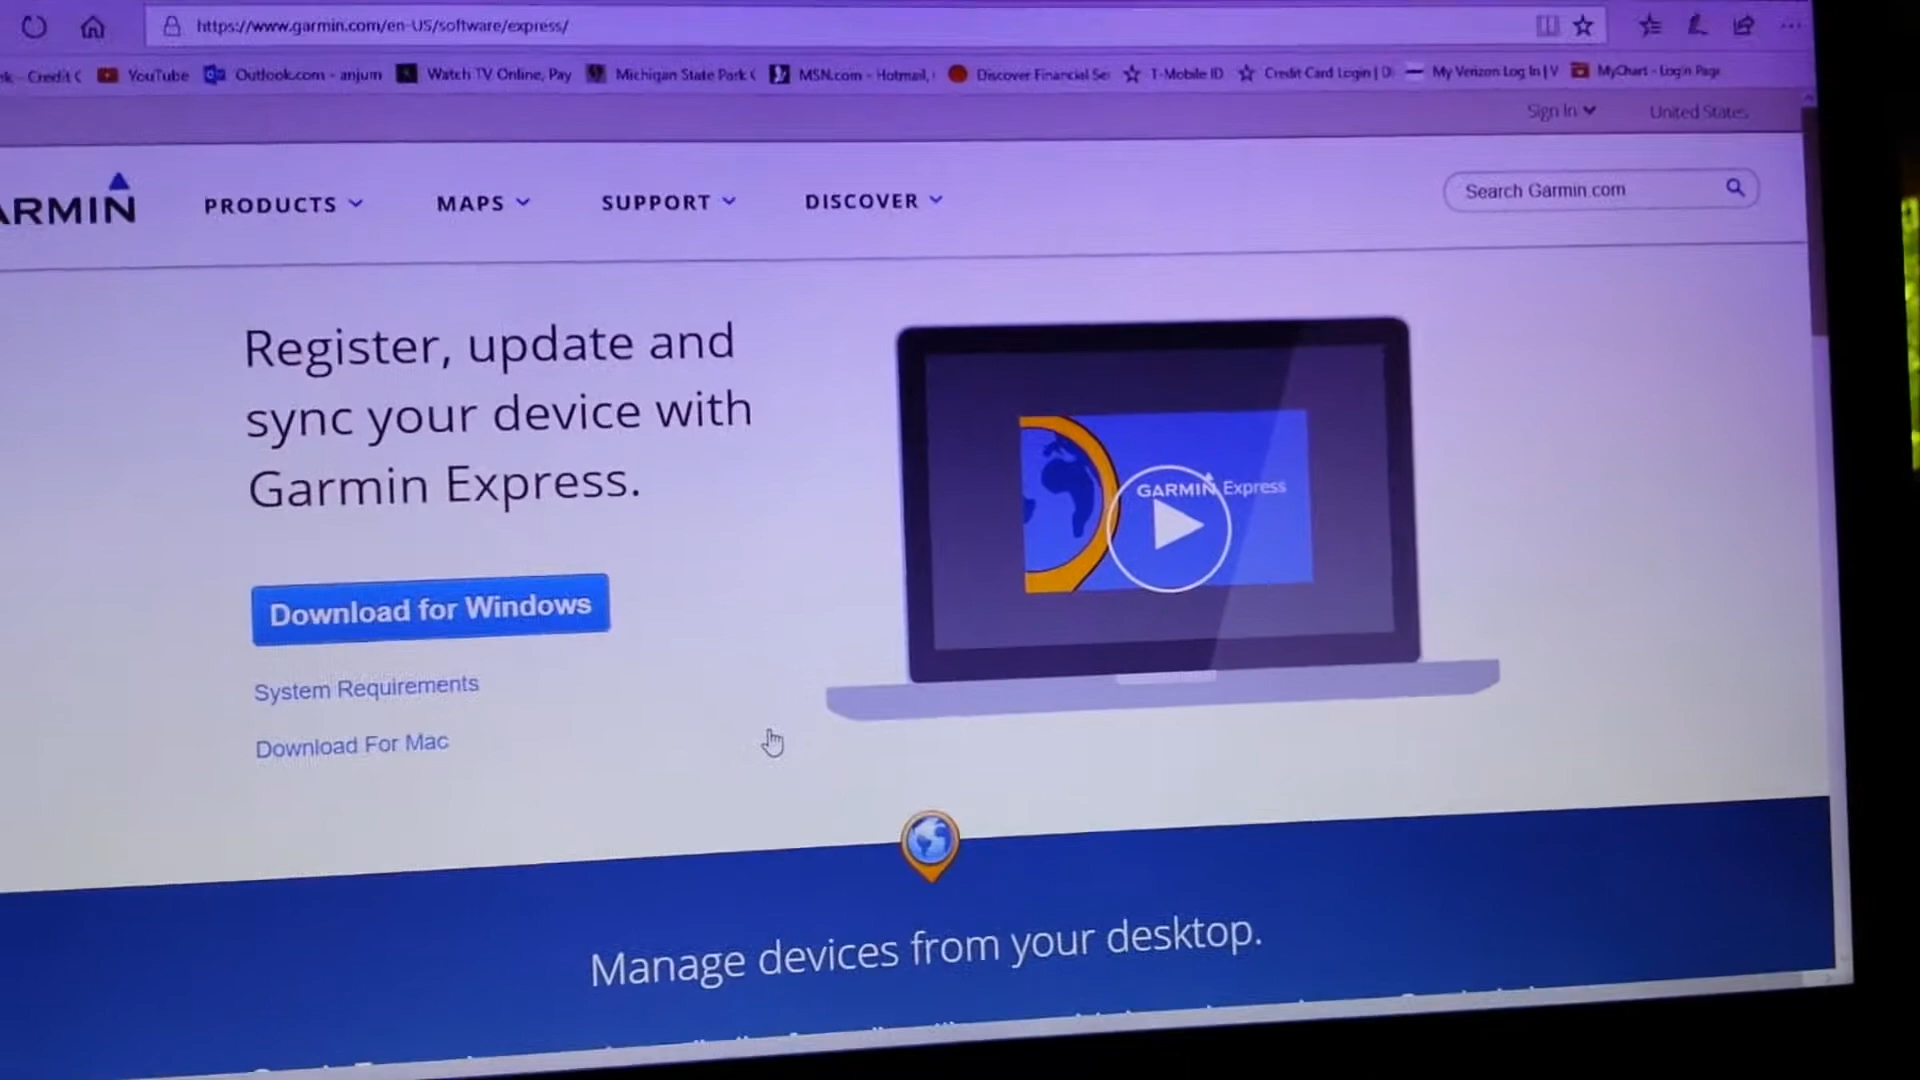 https://www.garmin.com/en-US/software/express/
Credit C YouTube Outlook.com - anjum Watch TV Online, Pay Michigan State Park MSN.com - Hotmail, Discover Financial Se T-Mobile ID Credit Card Login | Di My Verizon Log In | V MyChart - Login Page
Sign In United States
ARMIN PRODUCTS MAPS SUPPORT DISCOVER Search Garmin.com
Register, update and
sync your device with
Garmin Express.
GARMIN Express
Download for Windows
System Requirements
Download For Mac
Manage devices from your desktop.